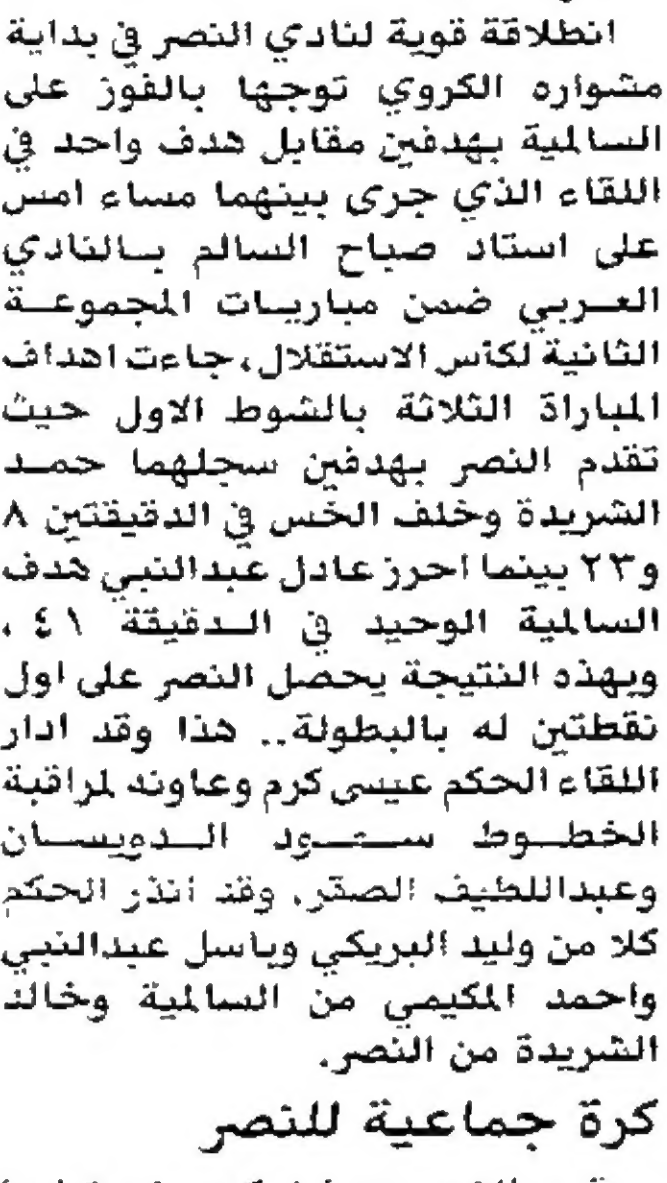 انطلاقة قوية لنادي النصر في بداية
مشواره الكروي توجها بالفوز على
السالمية بهدفين مقابل هدف واحد في
اللقاء الذي جرى بينهما مساء امس
على استاد صباح السالم بالنادي
العربي ضمن مباريات المجموعة
الثانية لكأس الاستقلال، جاءت اهداف
المباراة الثلاثة بالشوط الاول حيث
تقدم النصر بهدفين سجلهما حمد
الشريدة وخلف الخس في الدقيقتين ٨
و٢٣ بينما احرز عادل عبدالنبي هدف
السالمية الوحيد في الدقيقة ٤١ ،
وبهذه النتيجة يحصل النصر على اول
نقطتين له بالبطولة.. هذا وقد ادار
اللقاء الحكم عيسى كرم وعاونه لمراقبة
الخطوط سعود الدويسان
وعبداللطيف الصقر، وقد انذر الحكم
كلا من وليد البريكي وباسل عبدالنبي
واحمد المكيمي من السالمية وخالد
الشريدة من النصر.
كرة جماعية للنصر